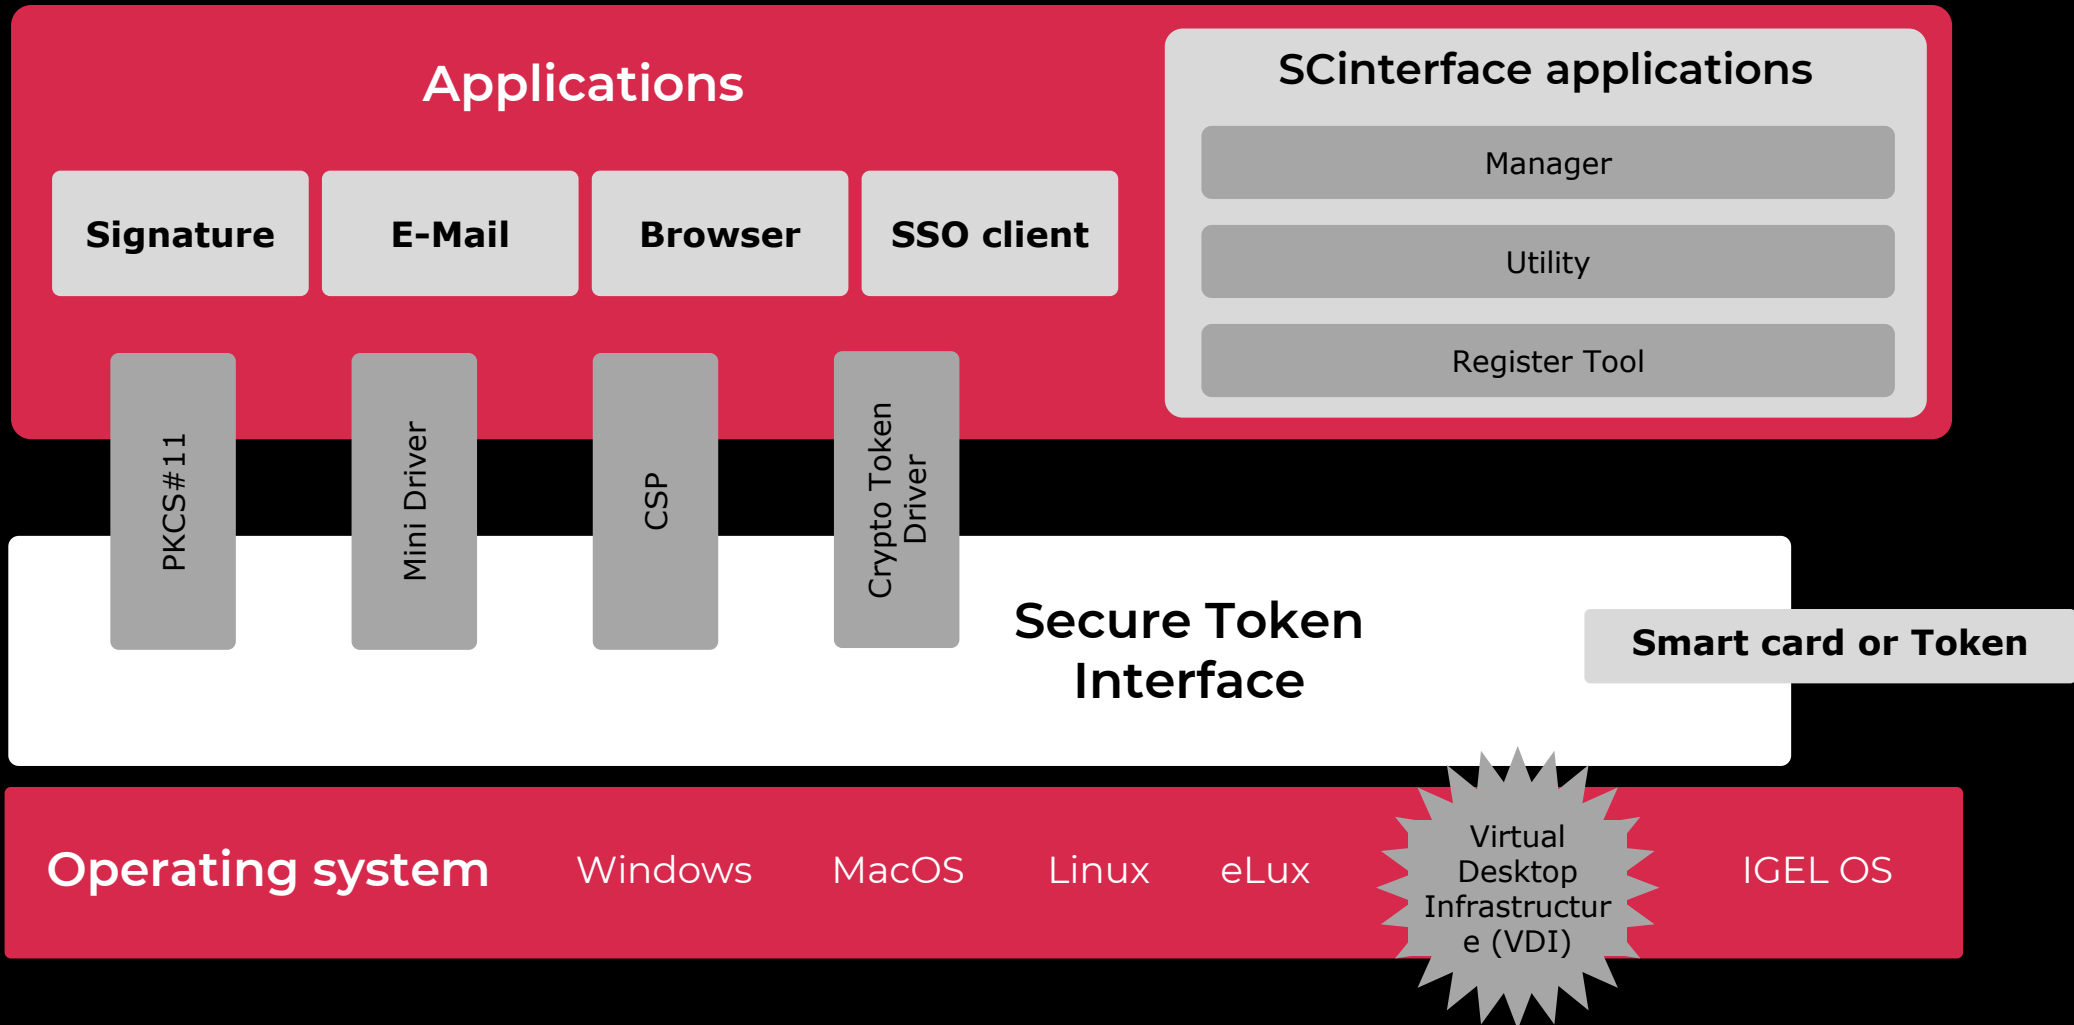 Applications
Signature
E-Mail
Browser
SSO client
SCinterface applications
Manager
Utility
Register Tool
PKCS#11
Mini Driver
CSP
Crypto Token
Driver
Secure Token
Interface
Smart card or Token
Operating system
Windows
MacOS
Linux
eLux
Virtual
Desktop
Infrastructur
e (VDI)
IGEL OS